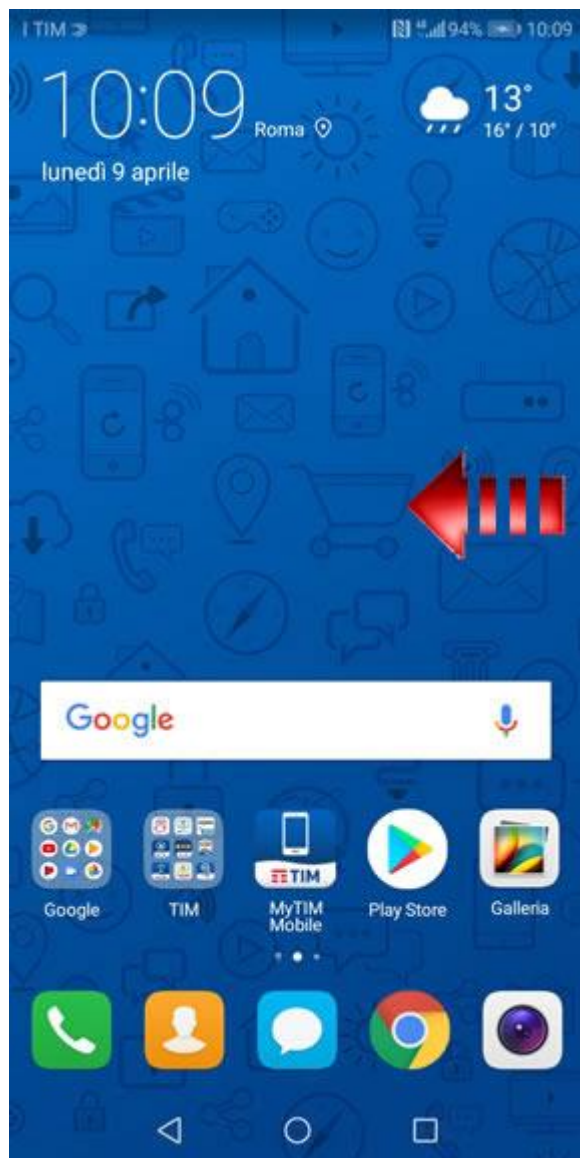 I TIM
94% 10:09
10:09 Roma
lunedì 9 aprile
13°
16° / 10°
Google
Google
TIM
TIM
MyTIM
Mobile
Play Store
Galleria